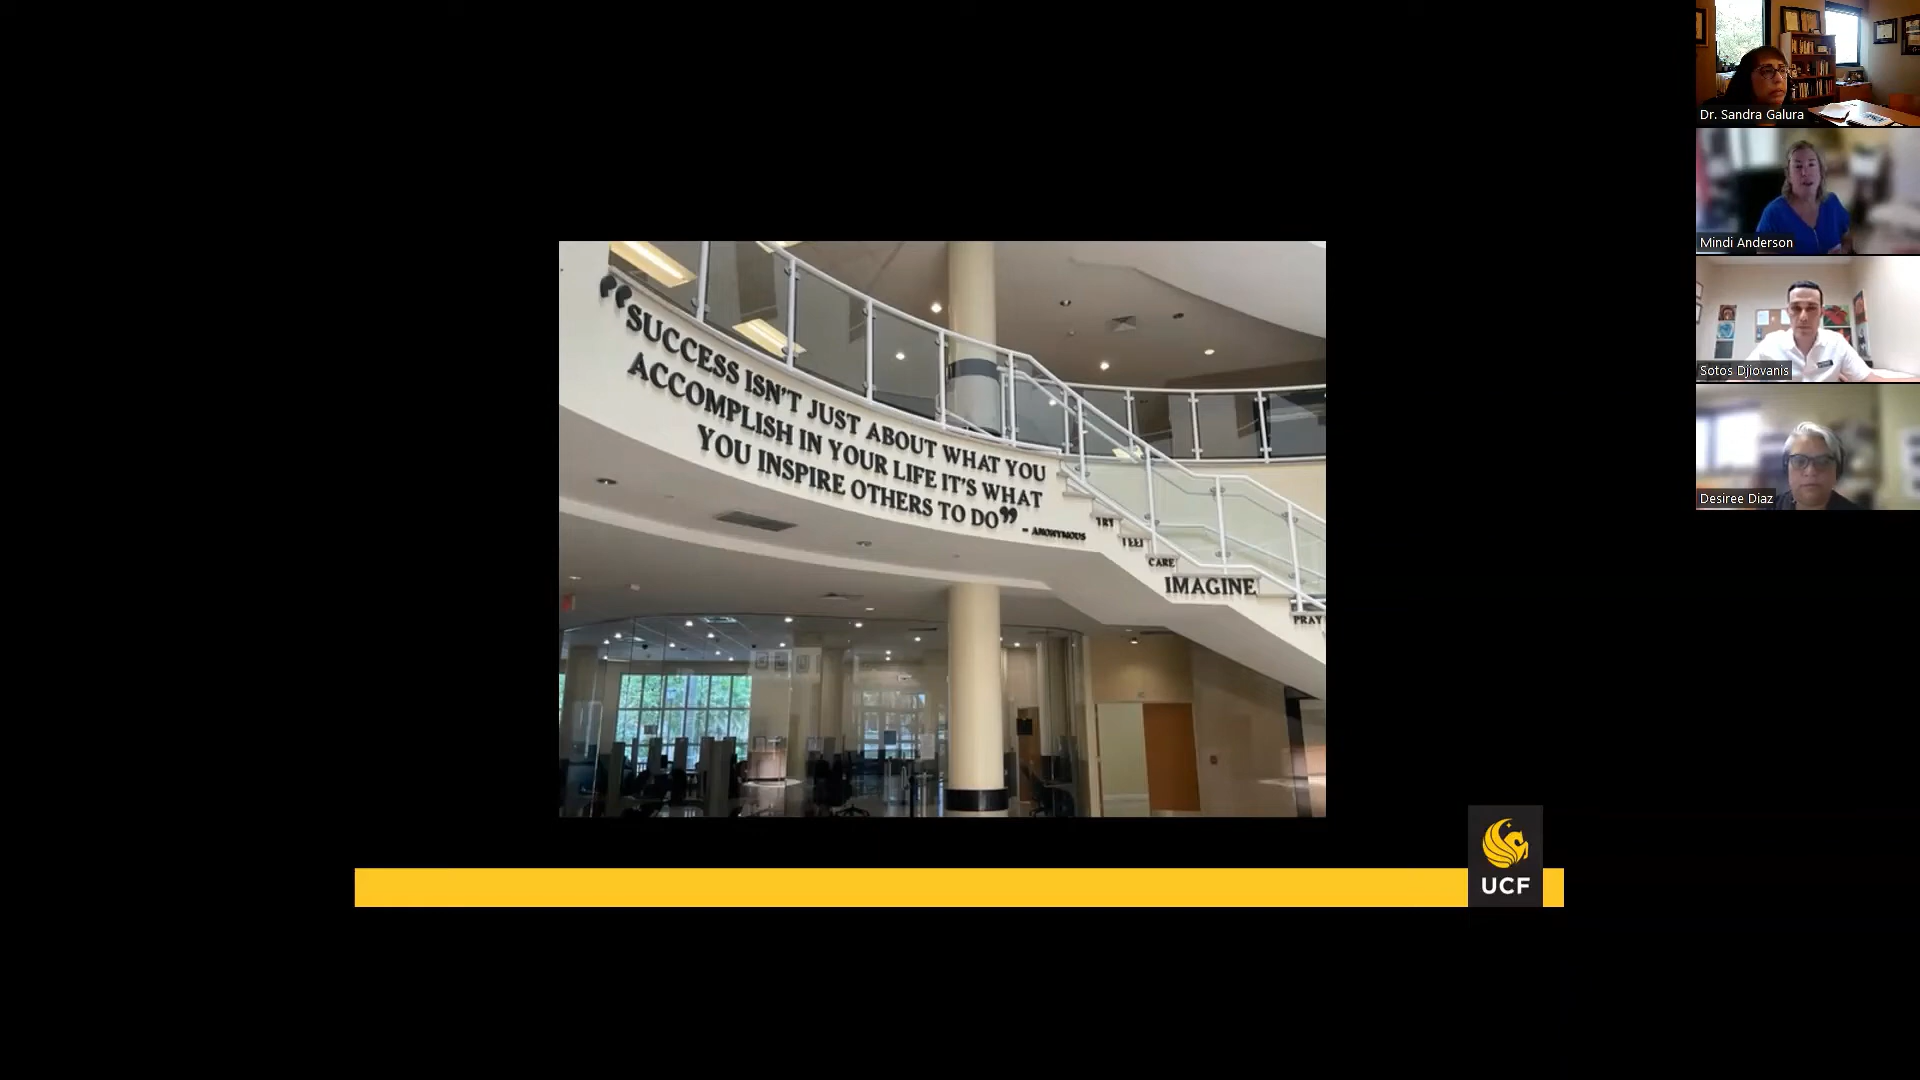 “SUCCESS ISN'T JUST ABOUT WHAT YOU
ACCOMPLISH IN YOUR LIFE IT'S WHAT
YOU INSPIRE OTHERS TO DO”
- ANONYMOUS
TRY
FEEL
CARE
IMAGINE
PRAY
UCF
Dr. Sandra Galura
Mindi Anderson
Sotos Djiovanis
Desiree Diaz